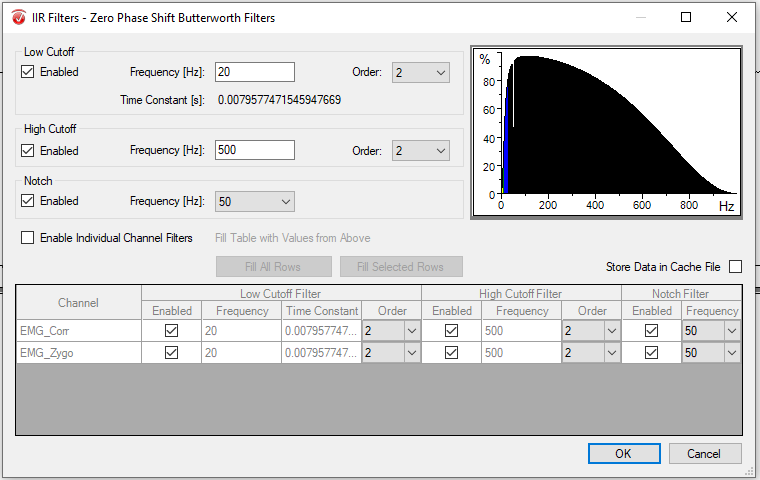 IIR Filters - Zero Phase Shift Butterworth Filters
Low Cutoff
Enabled Frequency [Hz]: 20 Order: 2
Time Constant [s]: 0.0079577471545947669
High Cutoff
Enabled Frequency [Hz]: 500 Order: 2
Notch
Enabled Frequency [Hz]: 50
%
80
60
40
20
0
0 200 400 600 800 Hz
Enable Individual Channel Filters Fill Table with Values from Above
Fill All Rows Fill Selected Rows Store Data in Cache File
Channel Low Cutoff Filter High Cutoff Filter Notch Filter
Enabled Frequency Time Constant Order Enabled Frequency Order Enabled Frequency
EMG_Corr 20 0.007957747... 2 500 2 50
EMG_Zygo 20 0.007957747... 2 500 2 50
OK Cancel